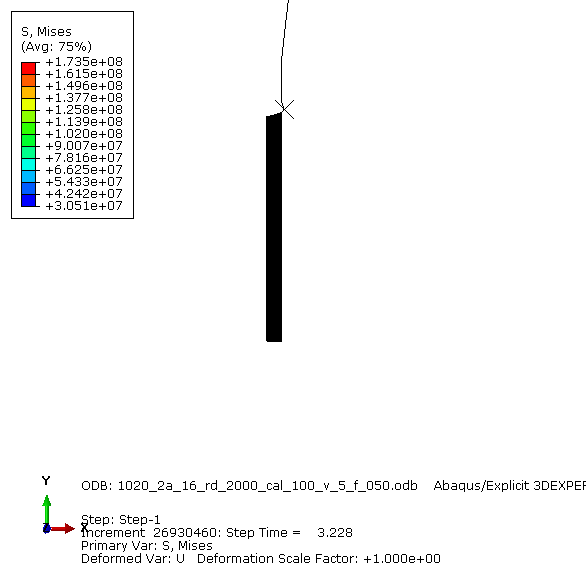 S, Mises
(Avg: 75%)
+1.735e+08
+1.615e+08
+1.496e+08
+1.377e+08
+1.258e+08
+1.139e+08
+1.020e+08
+9.007e+07
+7.816e+07
+6.625e+07
+5.433e+07
+4.242e+07
+3.051e+07
Y
ODB: 1020_2a_16_rd_2000_cal_100_v_5_f_050.odb Abaqus/Explicit 3DEXPER
Step: Step-1
X
Increment 26930460: Step Time = 3.228
Primary Var: S, Mises
Deformed Var: U Deformation Scale Factor: +1.000e+00